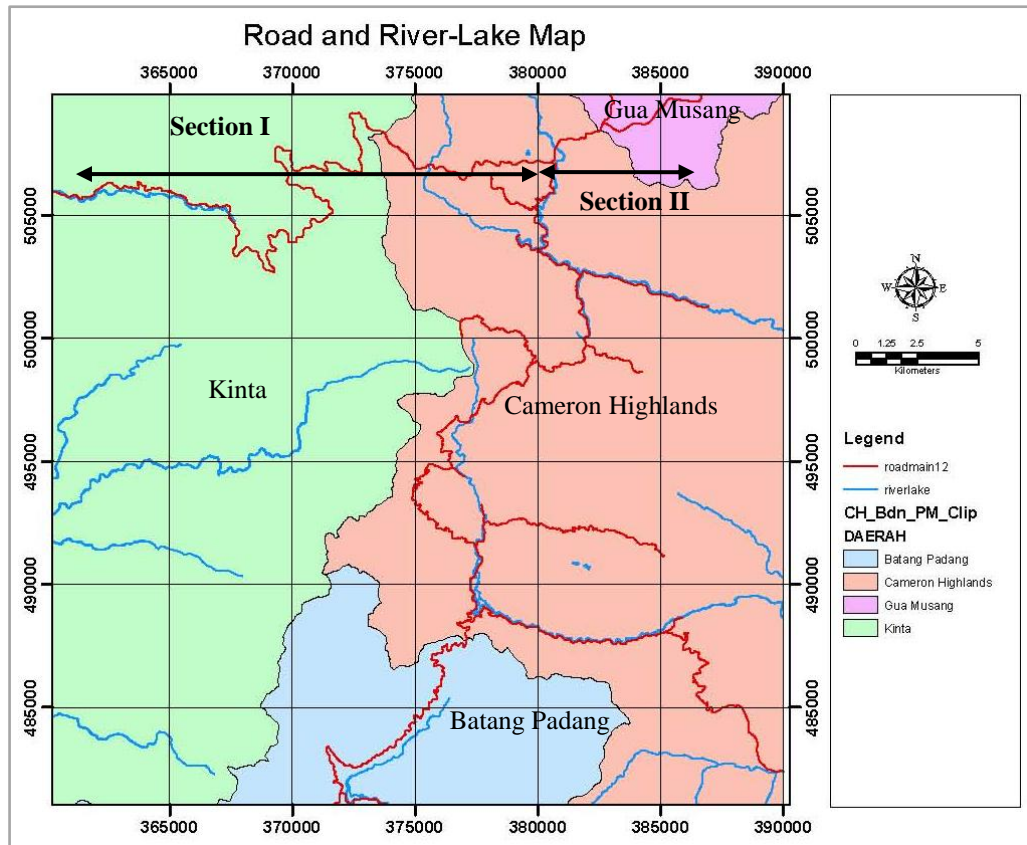 Road and River-Lake Map
365000 370000 375000 380000 385000 390000
Gua Musang
Section I
Section II
505000 505000
N
W E
S
500000 500000
0 1.25 2.5 5
Kilometers
Kinta
Cameron Highlands
Legend
roadmain12
riverlake
CH_Bdn_PM_Clip
DAERAH
Batang Padang
Cameron Highlands
Gua Musang
Kinta
495000 495000
490000 490000
485000 485000
Batang Padang
365000 370000 375000 380000 385000 390000